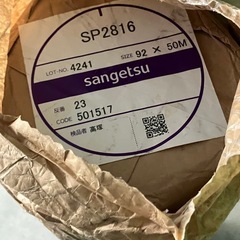 SP2816
LOT-NO. 4241 SIZE 92 × 50M
sangetsu
反番 23
CODE 501517
検品者 高塚